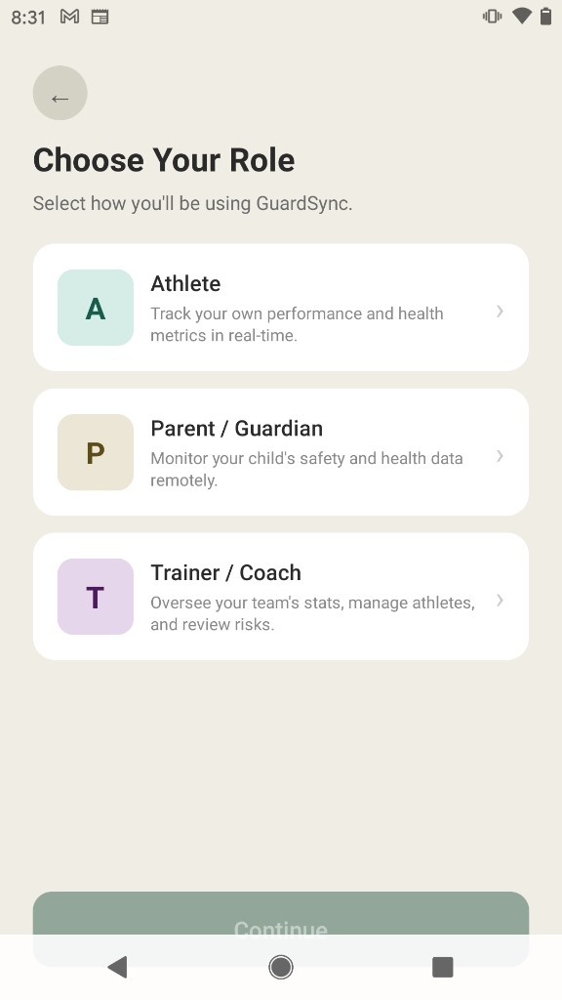 8:31
←
Choose Your Role
Select how you'll be using GuardSync.
A
Athlete
Track your own performance and health
metrics in real-time.
›
P
Parent / Guardian
Monitor your child's safety and health data
remotely.
›
T
Trainer / Coach
Oversee your team's stats, manage athletes,
and review risks.
›
Continue